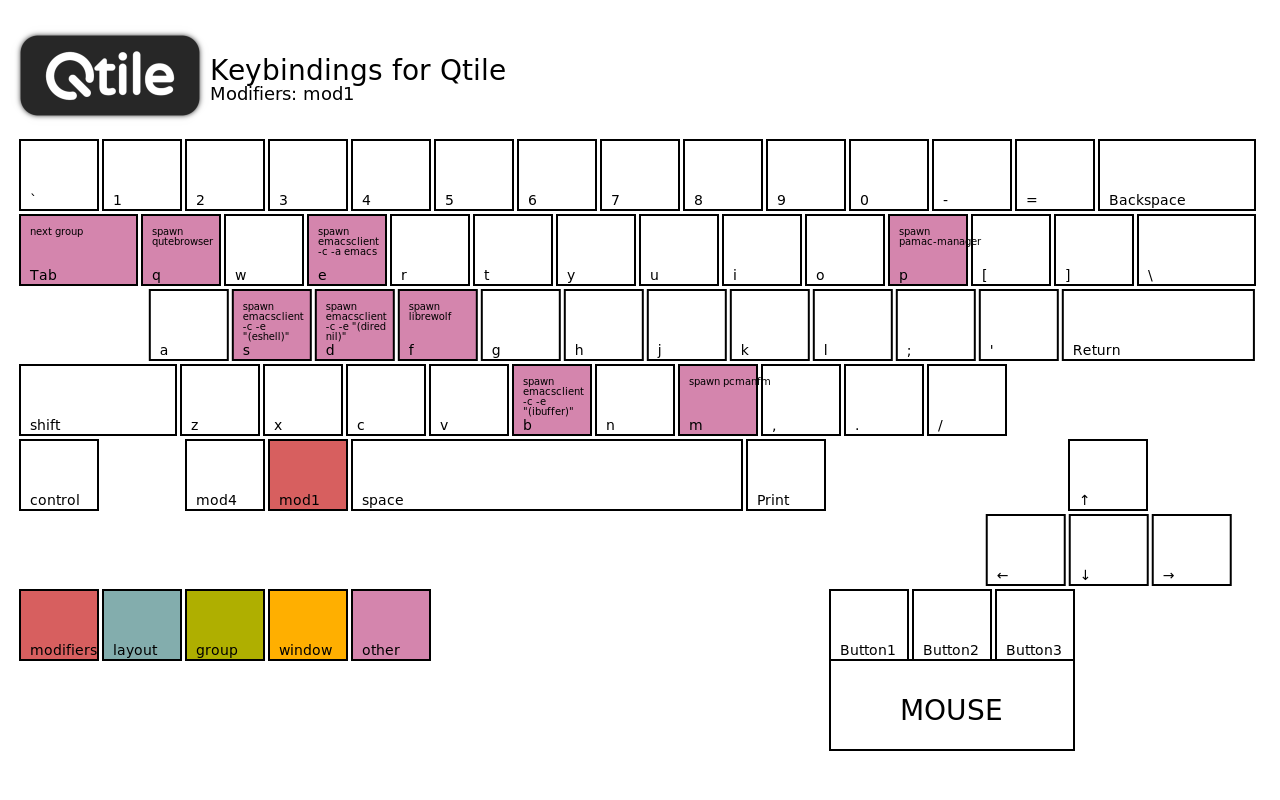 Qtile
Keybindings for Qtile
Modifiers: mod1
`
1
2
3
4
5
6
7
8
9
0
-
=
Backspace
next group
Tab
spawn
qutebrowser
q
w
spawn
emacsclient
-c -a emacs
e
r
t
y
u
i
o
spawn
pamac-manager
p
[
]
\
a
spawn
emacsclient
-c -e
"(eshell)"
s
spawn
emacsclient
-c -e "(dired
nil)"
d
spawn
librewolf
f
g
h
j
k
l
;
'
Return
shift
z
x
c
v
spawn
emacsclient
-c -e
"(ibuffer)"
b
n
spawn pcmanfm
m
,
.
/
control
mod4
mod1
space
Print
↑
←
↓
→
modifiers
layout
group
window
other
Button1
Button2
Button3
MOUSE